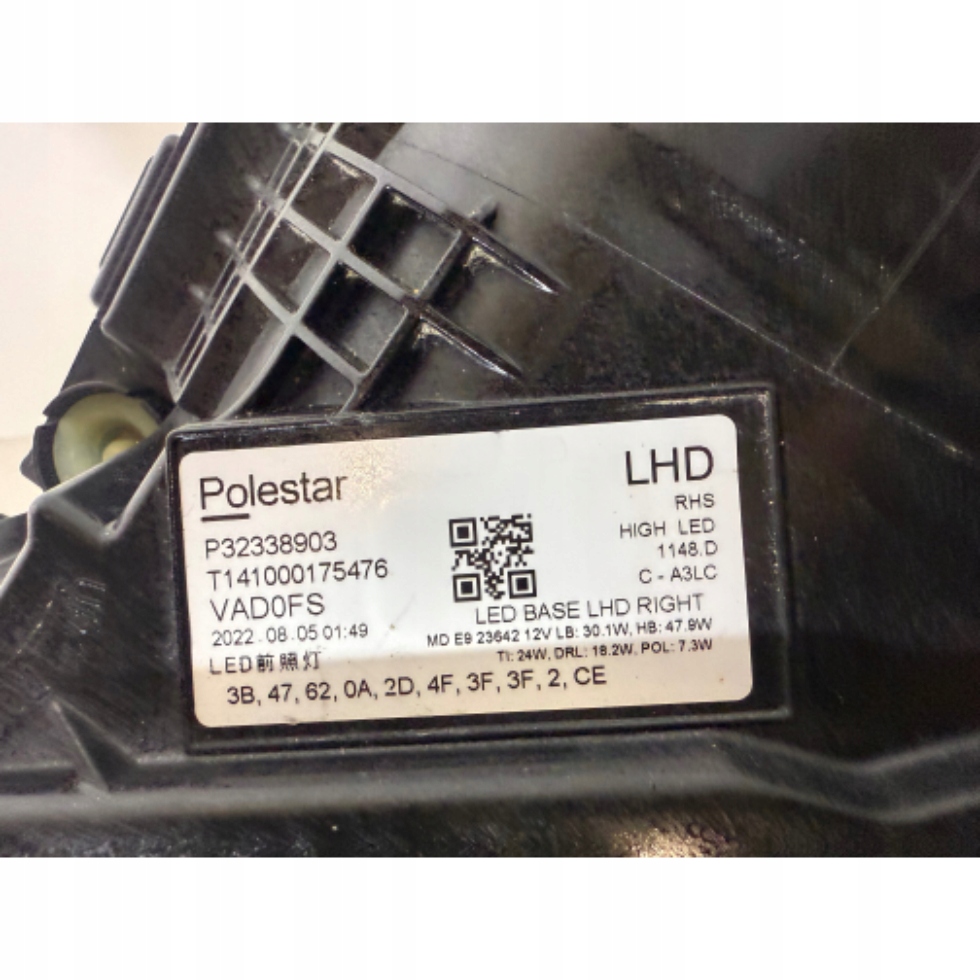 Polestar
P32338903
T141000175476
VAD0FS
2022.08.05 01:49
LED前照灯
LHD
RHS
HIGH LED
1148.D
C - A3LC
LED BASE LHD RIGHT
MD E9 23642 12V LB: 30.1W, HB: 47.9W
TI: 24W, DRL: 18.2W, POL: 7.3W
3B, 47, 62, 0A, 2D, 4F, 3F, 3F, 2, CE